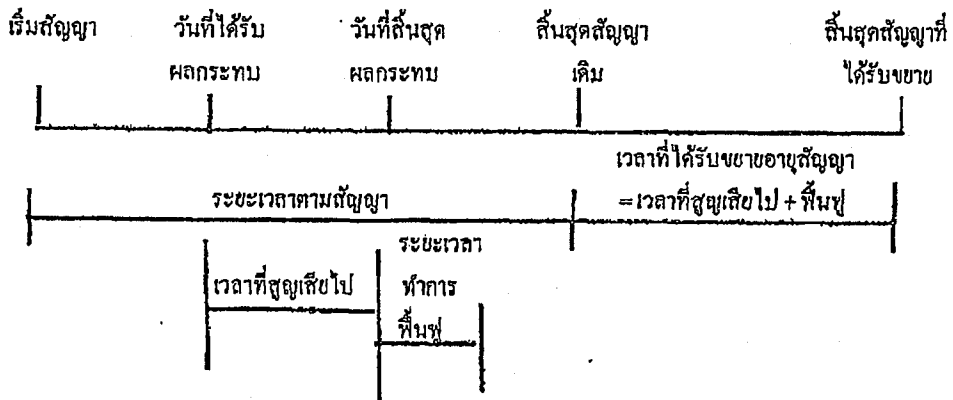 เริ่มสัญญา วันที่ได้รับ วันที่สิ้นสุด สิ้นสุดสัญญา สิ้นสุดสัญญาที่
ผลกระทบ ผลกระทบ เดิม ได้รับขยาย
เวลาที่ได้รับขยายอายุสัญญา
ระยะเวลาตามสัญญา =เวลาที่สูญเสียไป + ฟื้นฟู
ระยะเวลา
เวลาที่สูญเสียไป ทำการ
ฟื้นฟู